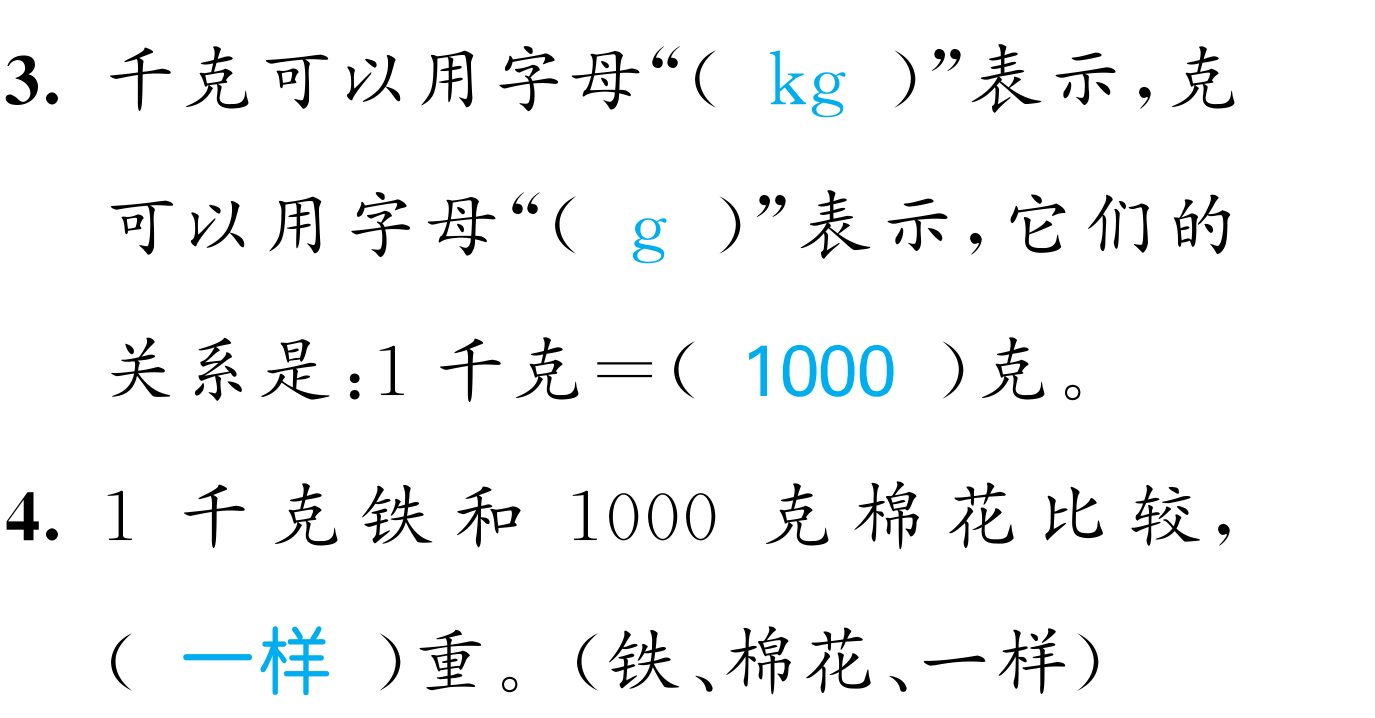 3. 千克可以用字母“( kg )”表示,克
可以用字母“( g )”表示,它们的
关系是:1 千克=( 1000 )克。
4. 1 千克铁和 1000 克棉花比较,
( 一样 )重。(铁、棉花、一样)